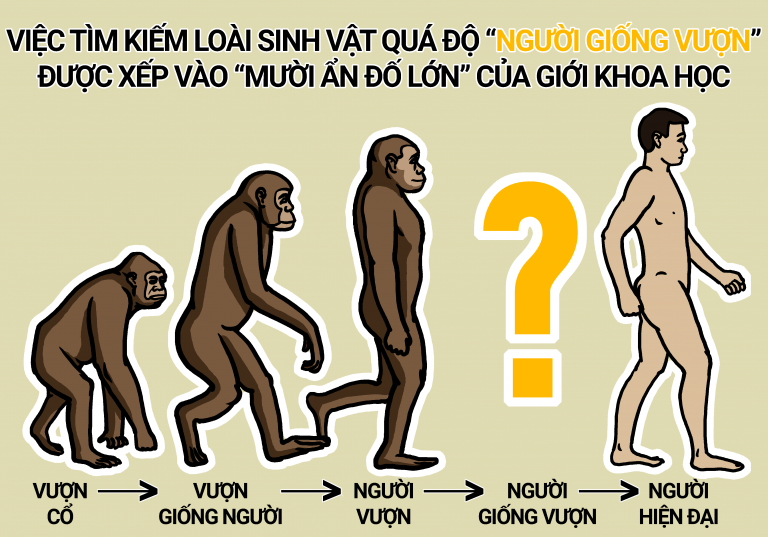 VIỆC TÌM KIẾM LOÀI SINH VẬT QUÁ ĐỘ “NGƯỜI GIỐNG VƯỢN”
ĐƯỢC XẾP VÀO “MƯỜI ẨN ĐỐ LỚN” CỦA GIỚI KHOA HỌC
?
VƯỢN CỔ
VƯỢN GIỐNG NGƯỜI
NGƯỜI VƯỢN
NGƯỜI GIỐNG VƯỢN
NGƯỜI HIỆN ĐẠI